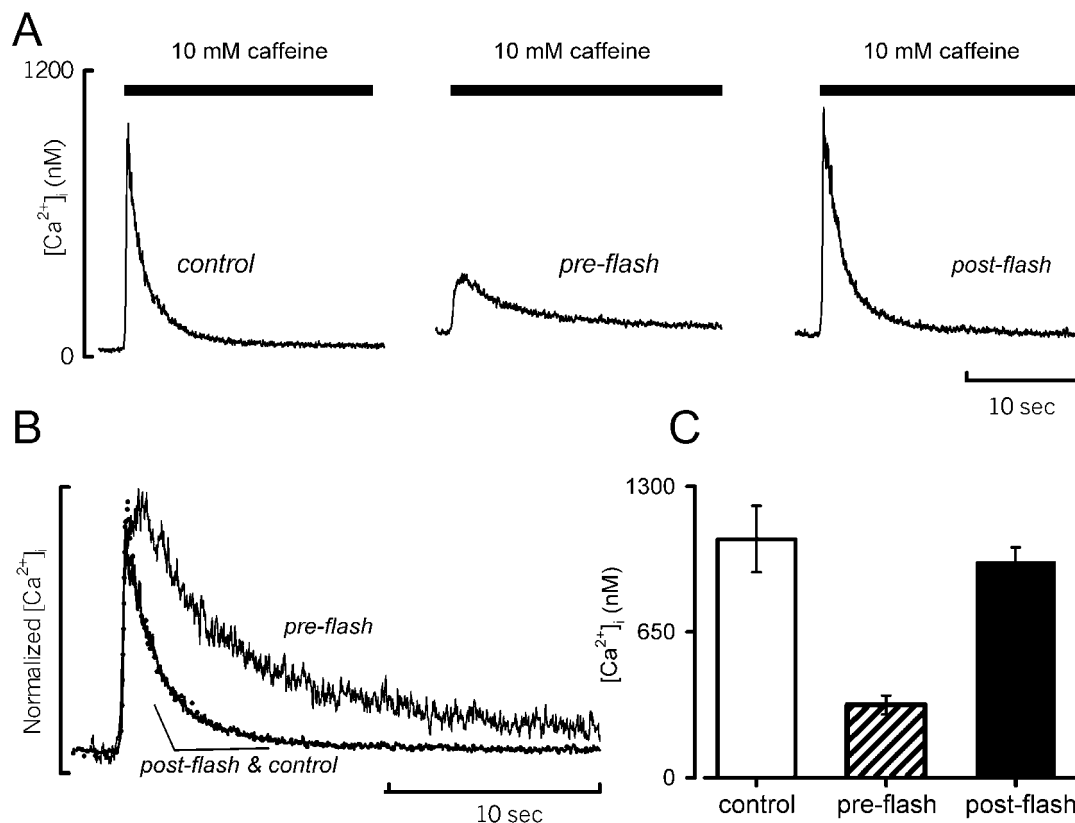 A
10 mM caffeine
10 mM caffeine
10 mM caffeine
1200
[Ca²⁺]ᵢ (nM)
0
control
pre-flash
post-flash
10 sec
B
Normalized [Ca²⁺]ᵢ
pre-flash
post-flash & control
10 sec
C
1300
[Ca²⁺]ᵢ (nM)
650
0
control
pre-flash
post-flash